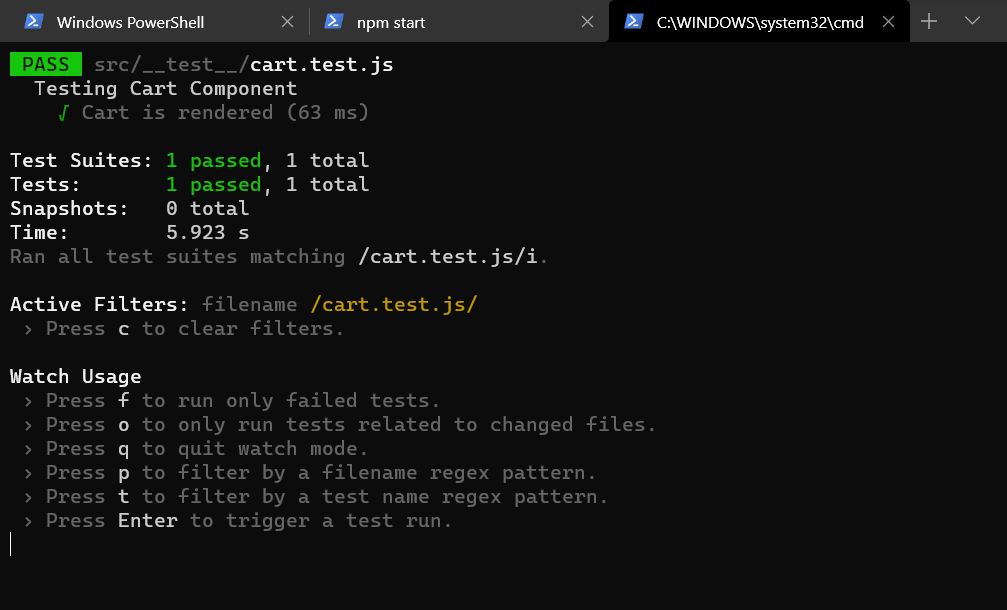 Windows PowerShell
npm start
C:\WINDOWS\system32\cmd
PASS src/__test__/cart.test.js
Testing Cart Component
√ Cart is rendered (63 ms)
Test Suites: 1 passed, 1 total
Tests: 1 passed, 1 total
Snapshots: 0 total
Time: 5.923 s
Ran all test suites matching /cart.test.js/i.
Active Filters: filename /cart.test.js/
› Press c to clear filters.
Watch Usage
› Press f to run only failed tests.
› Press o to only run tests related to changed files.
› Press q to quit watch mode.
› Press p to filter by a filename regex pattern.
› Press t to filter by a test name regex pattern.
› Press Enter to trigger a test run.